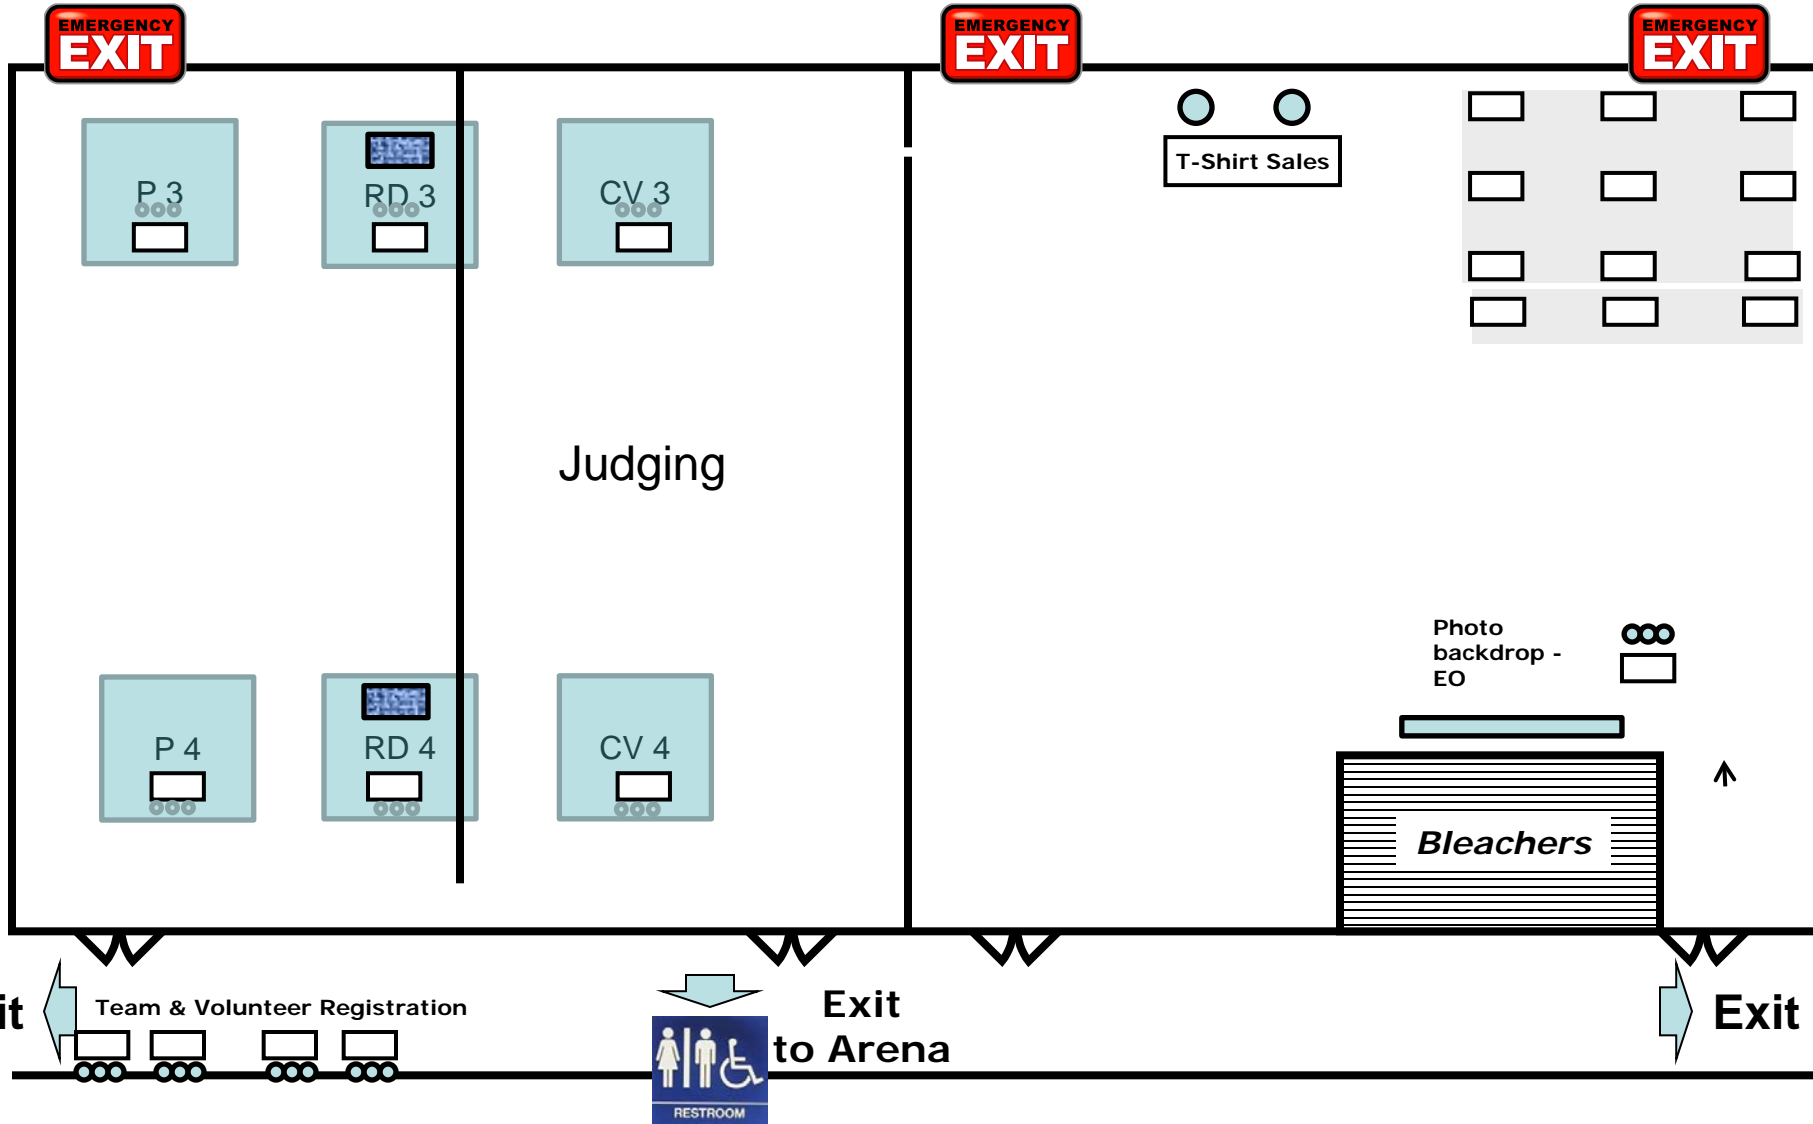 EMERGENCY
EXIT
EMERGENCY
EXIT
EMERGENCY
EXIT
P 3
RD 3
CV 3
T-Shirt Sales
Judging
Photo
backdrop -
EO
P 4
RD 4
CV 4
Bleachers
it
Team & Volunteer Registration
Exit
to Arena
Exit
RESTROOM